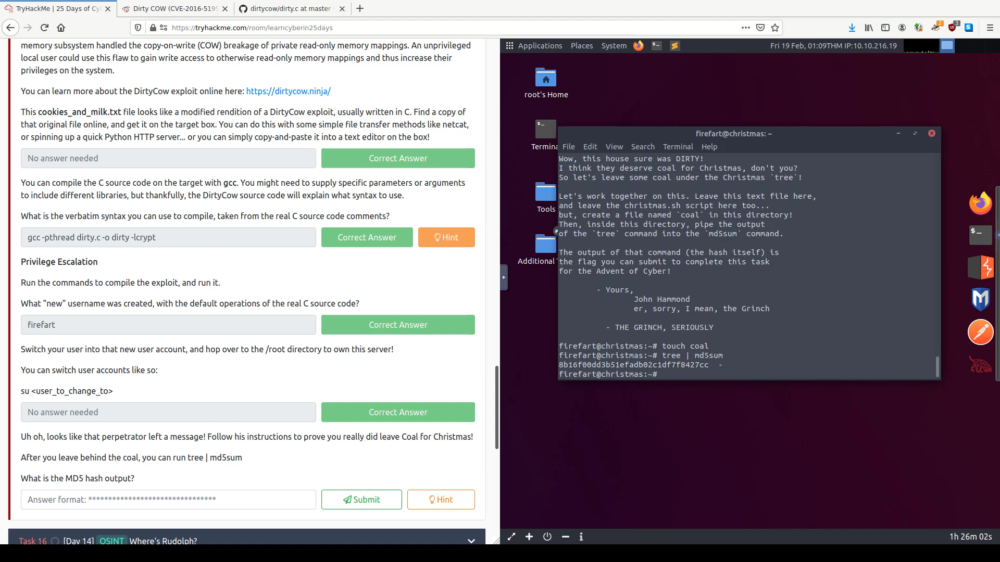 TryHackMe | 25 Days of Cy
Dirty COW (CVE-2016-5195
dirtycow/dirty.c at master
https://tryhackme.com/room/learncyberin25days
2
3
memory subsystem handled the copy-on-write (COW) breakage of private read-only memory mappings. An unprivileged
local user could use this flaw to gain write access to otherwise read-only memory mappings and thus increase their
privileges on the system.
You can learn more about the DirtyCow exploit online here: https://dirtycow.ninja/
This cookies_and_milk.txt file looks like a modified rendition of a DirtyCow exploit, usually written in C. Find a copy of
that original file online, and get it on the target box. You can do this with some simple file transfer methods like netcat,
or spinning up a quick Python HTTP server... or you can simply copy-and-paste it into a text editor on the box!
No answer needed
Correct Answer
You can compile the C source code on the target with gcc. You might need to supply specific parameters or arguments
to include different libraries, but thankfully, the DirtyCow source code will explain what syntax to use.
What is the verbatim syntax you can use to compile, taken from the real C source code comments?
gcc -pthread dirty.c -o dirty -lcrypt
Correct Answer
Hint
Privilege Escalation
Run the commands to compile the exploit, and run it.
What "new" username was created, with the default operations of the real C source code?
firefart
Correct Answer
Switch your user into that new user account, and hop over to the /root directory to own this server!
You can switch user accounts like so:
su <user_to_change_to>
No answer needed
Correct Answer
Uh oh, looks like that perpetrator left a message! Follow his instructions to prove you really did leave Coal for Christmas!
After you leave behind the coal, you can run tree | md5sum
What is the MD5 hash output?
Answer format: ********************************
Submit
Hint
Task 16
[Day 14] OSINT Where's Rudolph?
Applications Places System
Fri 19 Feb, 01:09THM IP:10.10.216.19
root's Home
Termina
Tools
Additional T
firefart@christmas: ~
File Edit View Search Terminal Help
Wow, this house sure was DIRTY!
I think they deserve coal for Christmas, don't you?
So let's leave some coal under the Christmas `tree`!
Let's work together on this. Leave this text file here,
and leave the christmas.sh script here too...
but, create a file named `coal` in this directory!
Then, inside this directory, pipe the output
of the `tree` command into the `md5sum` command.
The output of that command (the hash itself) is
the flag you can submit to complete this task
for the Advent of Cyber!
- Yours,
John Hammond
er, sorry, I mean, the Grinch
- THE GRINCH, SERIOUSLY
firefart@christmas:~# touch coal
firefart@christmas:~# tree | md5sum
8b16f00dd3b51efadb02c1df7f8427cc  -
firefart@christmas:~#
1h 26m 02s